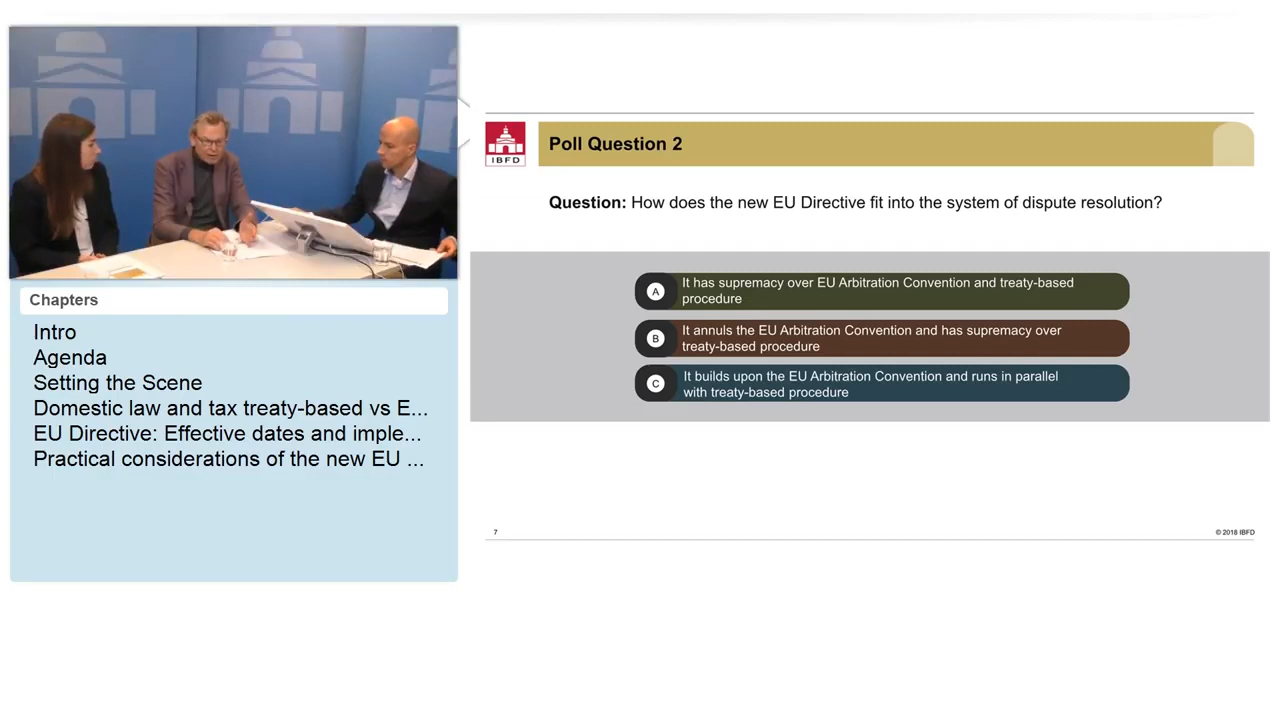 Chapters
Intro
Agenda
Setting the Scene
Domestic law and tax treaty-based vs E...
EU Directive: Effective dates and imple...
Practical considerations of the new EU ...
IBFD
Poll Question 2
Question: How does the new EU Directive fit into the system of dispute resolution?
A
It has supremacy over EU Arbitration Convention and treaty-based
procedure
B
It annuls the EU Arbitration Convention and has supremacy over
treaty-based procedure
C
It builds upon the EU Arbitration Convention and runs in parallel
with treaty-based procedure
7
© 2018 IBFD